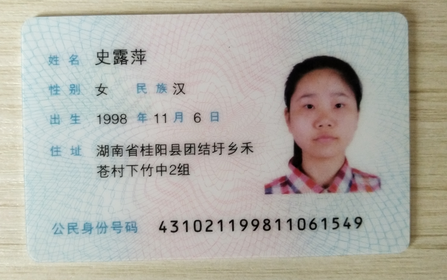 姓名 史露萍
性别 女 民族 汉
出生 1998 年 11 月 6 日
住址 湖南省桂阳县团结圩乡禾
苍村下竹中2组
公民身份号码 431021199811061549